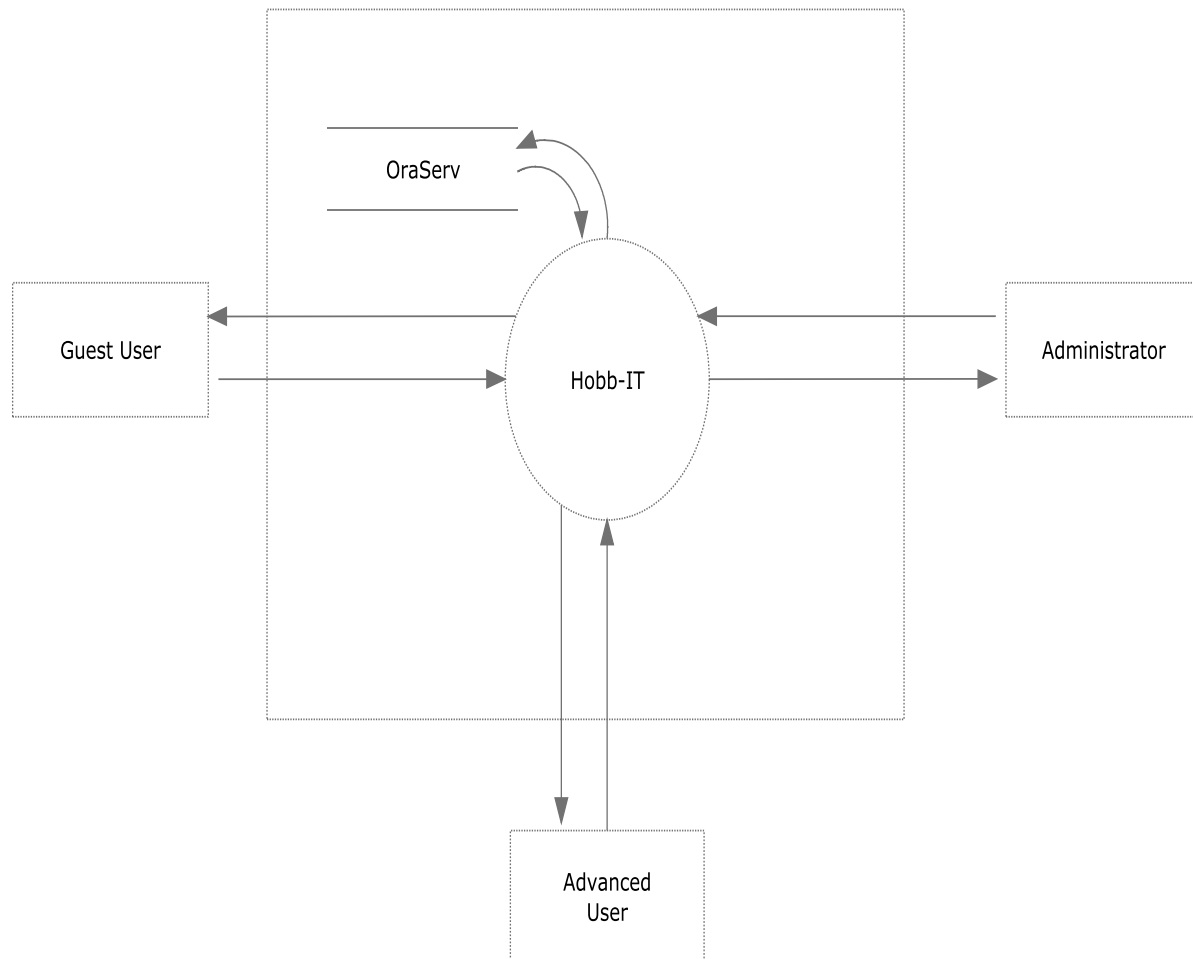 OraServ
Guest User
Hobb-IT
Administrator
Advanced
User